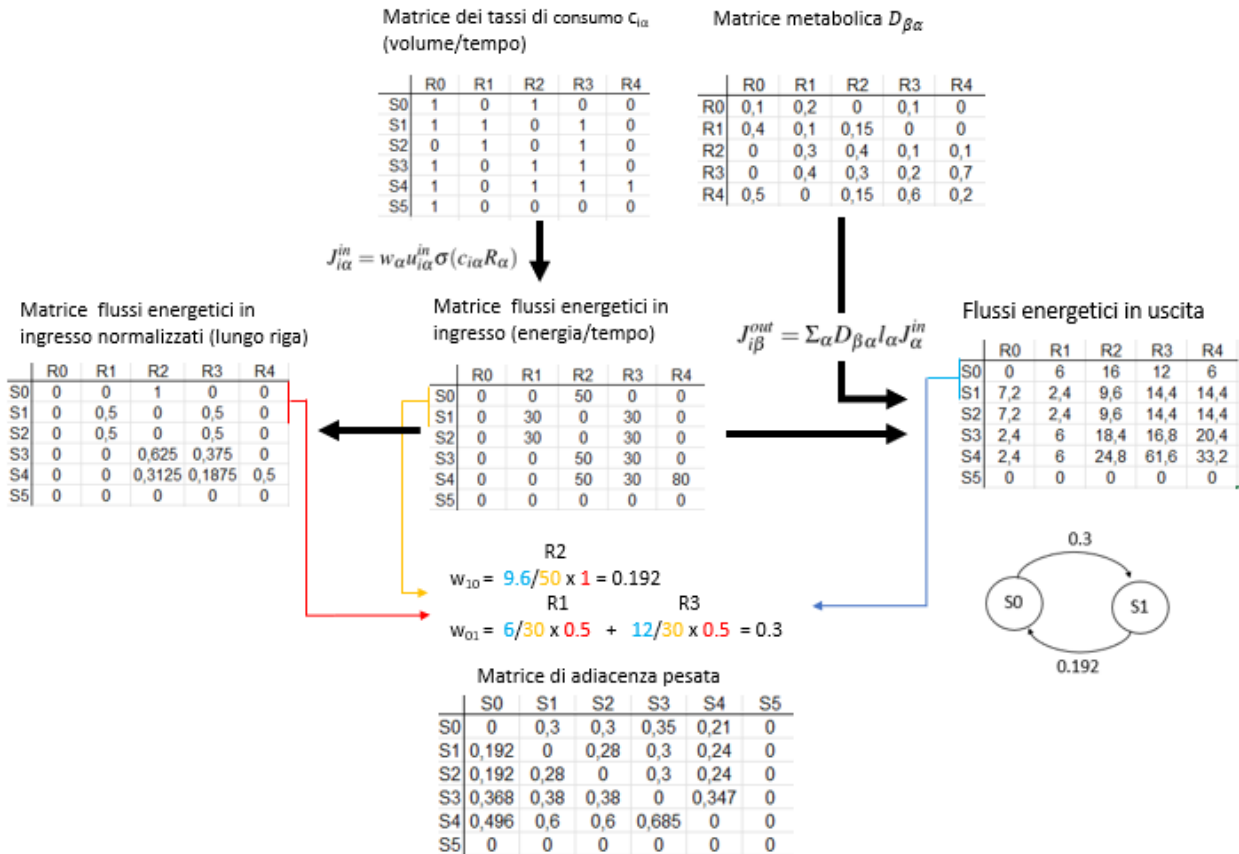 Matrice dei tassi di consumo c_{iα}
(volume/tempo)
R0 R1 R2 R3 R4
S0 1 0 1 0 0
S1 1 1 0 1 0
S2 0 1 0 1 0
S3 1 0 1 1 0
S4 1 0 1 1 1
S5 1 0 0 0 0
Matrice metabolica D_{βα}
R0 R1 R2 R3 R4
R0 0,1 0,2 0 0,1 0
R1 0,4 0,1 0,15 0 0
R2 0 0,3 0,4 0,1 0,1
R3 0 0,4 0,3 0,2 0,7
R4 0,5 0 0,15 0,6 0,2
J_{iα}^{in} = w_α u_{iα}^{in} σ(c_{iα}R_α)
Matrice flussi energetici in
ingresso normalizzati (lungo riga)
R0 R1 R2 R3 R4
S0 0 0 1 0 0
S1 0 0,5 0 0,5 0
S2 0 0,5 0 0,5 0
S3 0 0 0,625 0,375 0
S4 0 0 0,3125 0,1875 0,5
S5 0 0 0 0 0
Matrice flussi energetici in
ingresso (energia/tempo)
R0 R1 R2 R3 R4
S0 0 0 50 0 0
S1 0 30 0 30 0
S2 0 30 0 30 0
S3 0 0 50 30 0
S4 0 0 50 30 80
S5 0 0 0 0 0
J_{iβ}^{out} = Σ_α D_{βα} l_α J_α^{in}
Flussi energetici in uscita
R0 R1 R2 R3 R4
S0 0 6 16 12 6
S1 7,2 2,4 9,6 14,4 14,4
S2 7,2 2,4 9,6 14,4 14,4
S3 2,4 6 18,4 16,8 20,4
S4 2,4 6 24,8 61,6 33,2
S5 0 0 0 0 0
R2
w₁₀ = 9.6/50 x 1 = 0.192
R1 R3
w₀₁ = 6/30 x 0.5 + 12/30 x 0.5 = 0.3
0.3
S0 S1
0.192
Matrice di adiacenza pesata
S0 S1 S2 S3 S4 S5
S0 0 0,3 0,3 0,35 0,21 0
S1 0,192 0 0,28 0,3 0,24 0
S2 0,192 0,28 0 0,3 0,24 0
S3 0,368 0,38 0,38 0 0,347 0
S4 0,496 0,6 0,6 0,685 0 0
S5 0 0 0 0 0 0